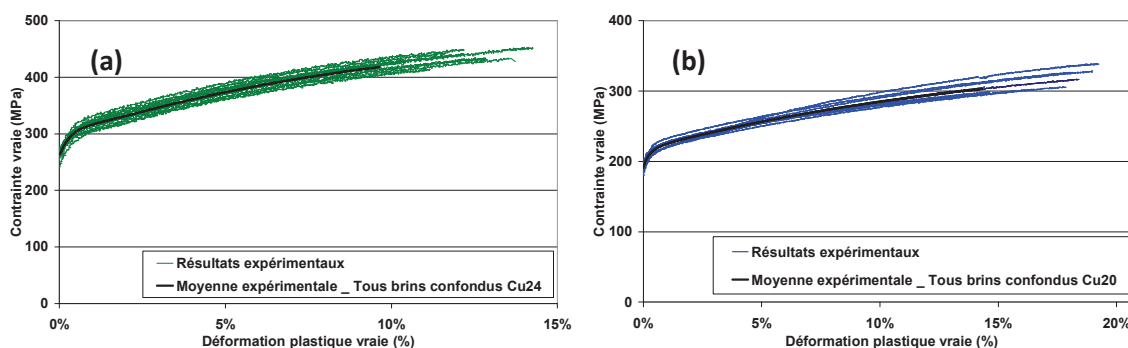 500
400
300
200
100
0
0%
5%
10%
15%
Contrainte vraie (MPa)
Déformation plastique vraie (%)
(a)
Résultats expérimentaux
Moyenne expérimentale _ Tous brins confondus Cu24
400
300
200
100
0
0%
5%
10%
15%
20%
Contrainte vraie (MPa)
Déformation plastique vraie (%)
(b)
Résultats expérimentaux
Moyenne expérimentale _ Tous brins confondus Cu20